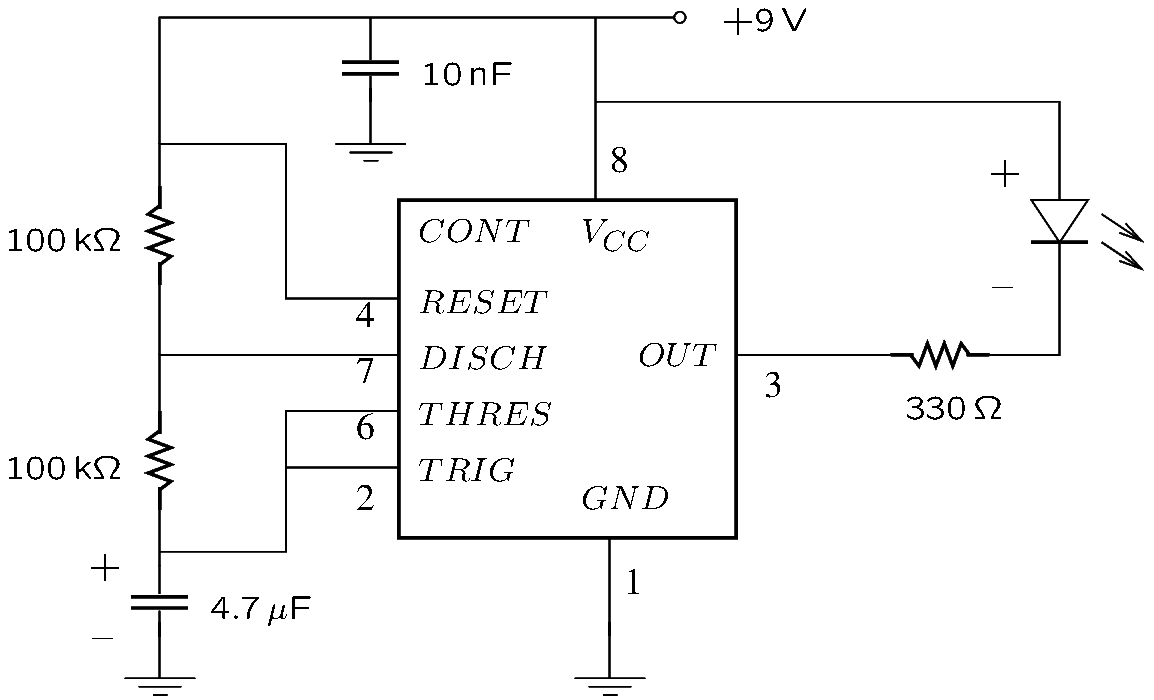 +9 V
10 nF
8
+
100 kΩ
CONT
V_CC
−
4
RESET
7
DISCH
OUT
3
6
THRES
330 Ω
100 kΩ
2
TRIG
GND
+
1
4.7 μF
−